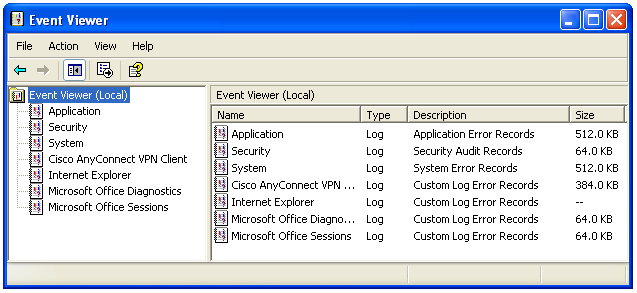 Event Viewer
File Action View Help
Event Viewer (Local)
Application
Security
System
Cisco AnyConnect VPN Client
Internet Explorer
Microsoft Office Diagnostics
Microsoft Office Sessions
Event Viewer (Local)
Name Type Description Size
Application Log Application Error Records 512.0 KB
Security Log Security Audit Records 64.0 KB
System Log System Error Records 512.0 KB
Cisco AnyConnect VPN ... Log Custom Log Error Records 384.0 KB
Internet Explorer Log Custom Log Error Records --
Microsoft Office Diagno... Log Custom Log Error Records 64.0 KB
Microsoft Office Sessions Log Custom Log Error Records 64.0 KB